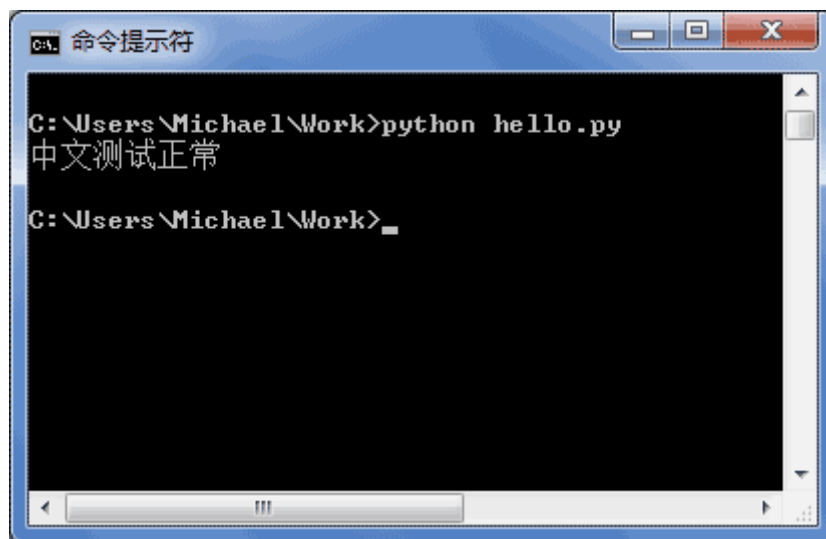 命令提示符
C:\Users\Michael\Work>python hello.py
中文测试正常
C:\Users\Michael\Work>_